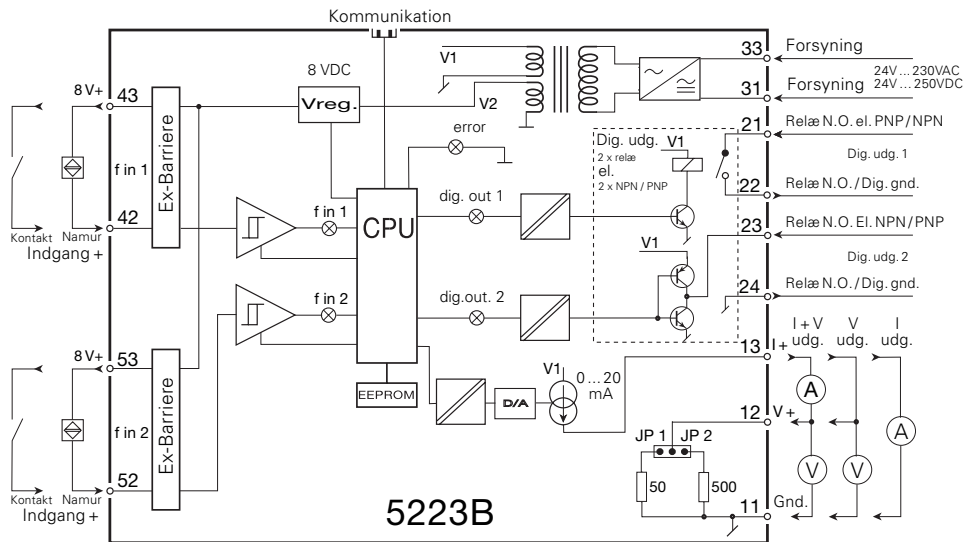 Kommunikation
33
Forsyning
V1
8 VDC
24V...230VAC
24V...250VDC
31
Forsyning
8V+
43
Vreg.
V2
21
Relæ N.O. el. PNP/NPN
error
Dig. udg.
2 x relæ
el.
2 x NPN / PNP
V1
Dig. udg. 1
Ex-Barriere
f in 1
22
Relæ N.O./Dig. gnd.
CPU
dig. out 1
f in 1
42
23
Relæ N.O. El. NPN/PNP
Kontakt
Namur
Indgang +
V1
Dig. udg. 2
f in 2
dig.out. 2
24
Relæ N.O./Dig. gnd.
I + V
udg.
V
udg.
I
udg.
8V+
53
13
I+
V1
0...20
mA
EEPROM
D/A
A
Ex-Barriere
f in 2
12
V+
JP 1
JP 2
A
V
V
50
500
52
Kontakt
Namur
Indgang +
5223B
11
Gnd.